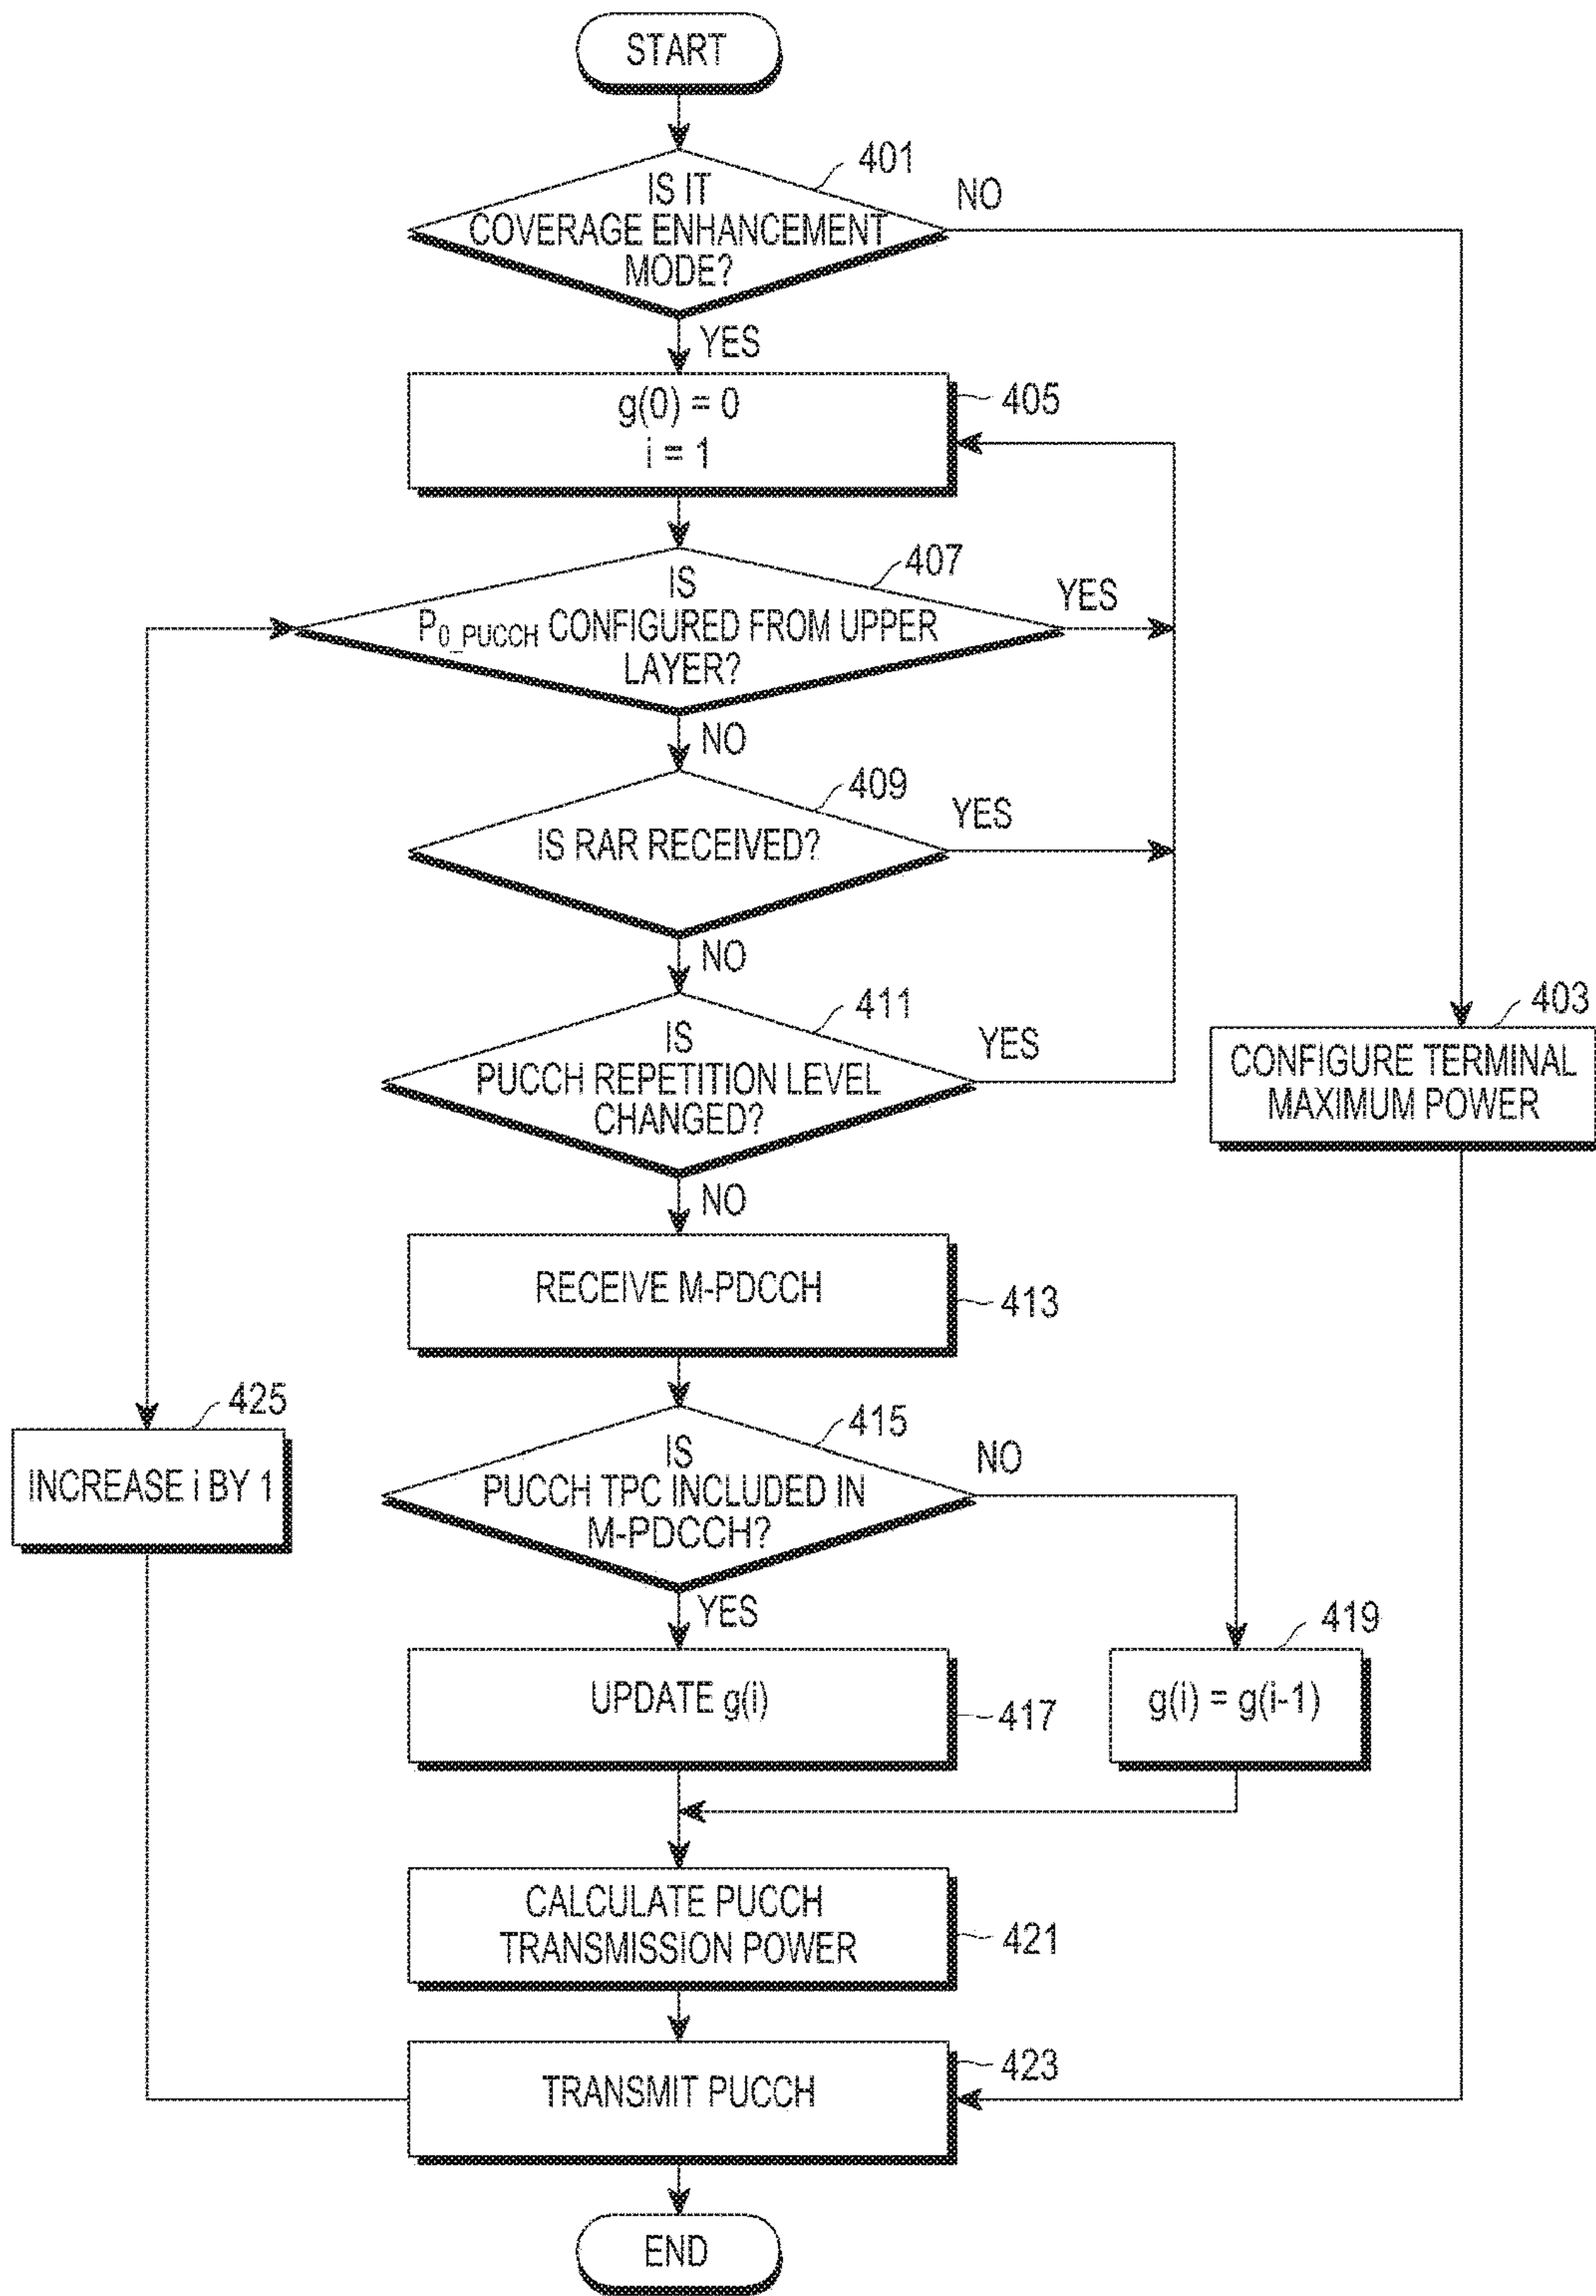 START
401
IS IT
COVERAGE ENHANCEMENT
MODE?
NO
YES
g(0) = 0
i = 1
405
407
IS
P0_PUCCH CONFIGURED FROM UPPER
LAYER?
YES
NO
409
IS RAR RECEIVED?
YES
NO
411
IS
PUCCH REPETITION LEVEL
CHANGED?
YES
NO
403
CONFIGURE TERMINAL
MAXIMUM POWER
RECEIVE M-PDCCH
413
425
INCREASE i BY 1
415
IS
PUCCH TPC INCLUDED IN
M-PDCCH?
NO
YES
UPDATE g(i)
417
419
g(i) = g(i-1)
CALCULATE PUCCH
TRANSMISSION POWER
421
TRANSMIT PUCCH
423
END